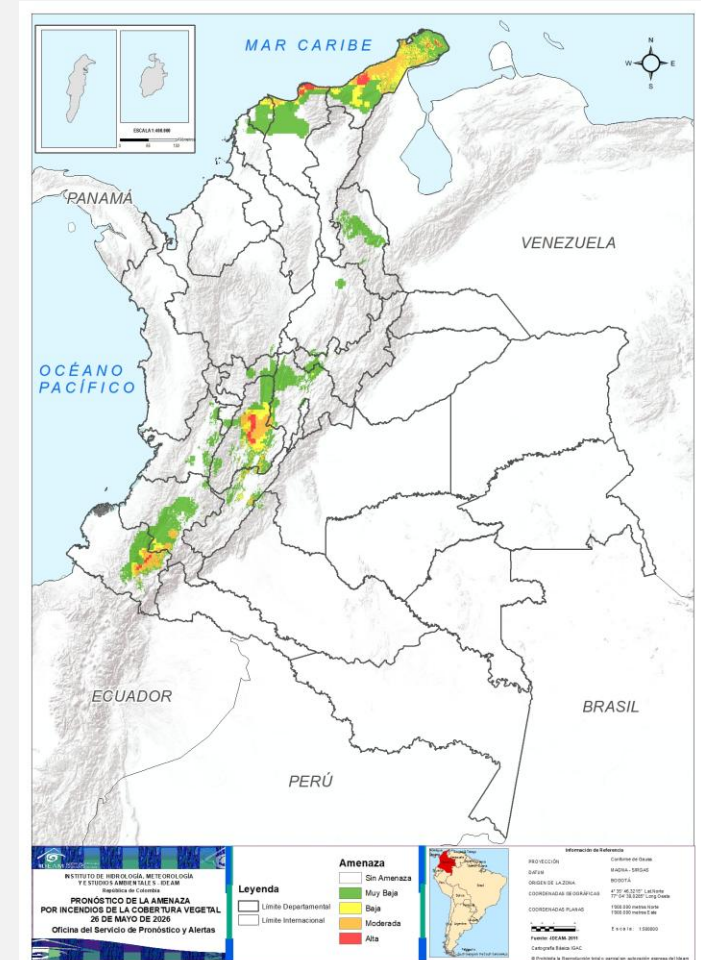 MAR CARIBE
N
W
E
S
PANAMÁ
VENEZUELA
OCÉANO
PACÍFICO
ECUADOR
BRASIL
PERÚ
INSTITUTO DE HIDROLOGÍA, METEOROLOGÍA
Y ESTUDIOS AMBIENTALES - IDEAM
República de Colombia
PRONÓSTICO DE LA AMENAZA
POR INCENDIOS DE LA COBERTURA VEGETAL
26 DE MAYO DE 2026
Oficina del Servicio de Pronóstico y Alertas
Leyenda
Límite Departamental
Límite Internacional
Amenaza
Sin Amenaza
Muy Baja
Baja
Moderada
Alta
Información de Referencia
PROYECCIÓN
Conforme de Gauss
DATUM
MAGNA - SIRGAS
ORIGEN DE LA ZONA
BOGOTÁ
COORDENADAS GEOGRÁFICAS
COORDENADAS PLANAS
Cartografía Básica IGAC